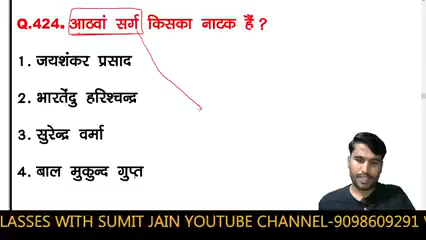 Q.424. आठवां सर्ग किसका नाटक हैं ?
1. जयशंकर प्रसाद
2. भारतेंदु हरिश्चन्द्र
3. सुरेन्द्र वर्मा
4. बाल मुकुन्द गुप्त
LASSES WITH SUMIT JAIN YOUTUBE CHANNEL-9098609291